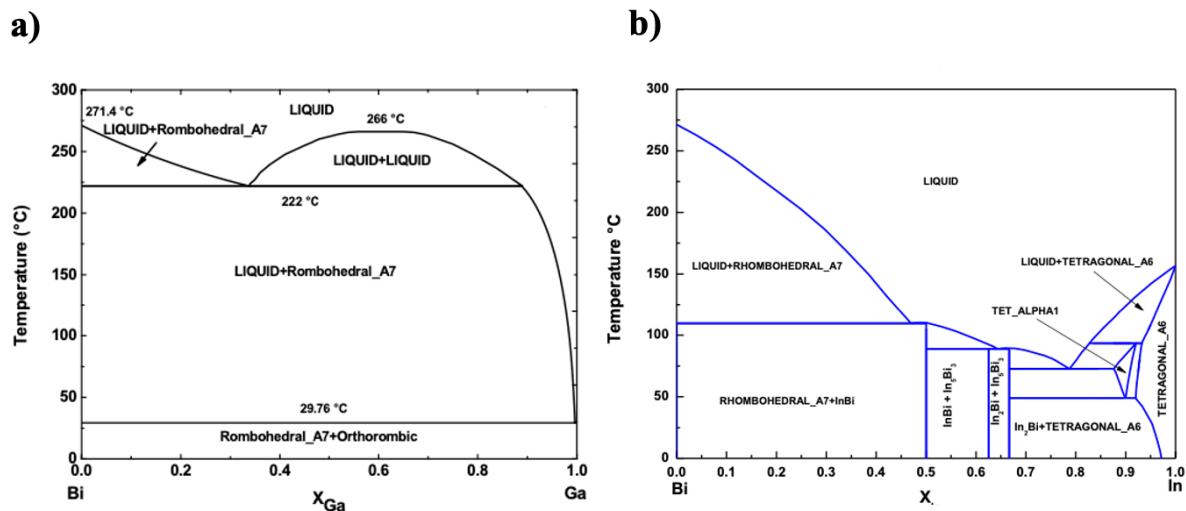 a)
300
250
200
150
100
50
0
Temperature (°C)
271.4 °C
LIQUID
266 °C
LIQUID+Rombohedral_A7
LIQUID+LIQUID
222 °C
LIQUID+Rombohedral_A7
29.76 °C
Rombohedral_A7+Orthorombic
0.0 0.2 0.4 0.6 0.8 1.0
Bi X_Ga Ga
b)
300
250
200
150
100
50
0
Temperature °C
LIQUID
LIQUID+RHOMBOHEDRAL_A7
LIQUID+TETRAGONAL_A6
TET_ALPHA1
TETRAGONAL_A6
RHOMBOHEDRAL_A7+InBi
InBi + In₅Bi₃
In₂Bi + In₅Bi₃
In₂Bi+TETRAGONAL_A6
0.0 0.1 0.2 0.3 0.4 0.5 0.6 0.7 0.8 0.9 1.0
Bi X In